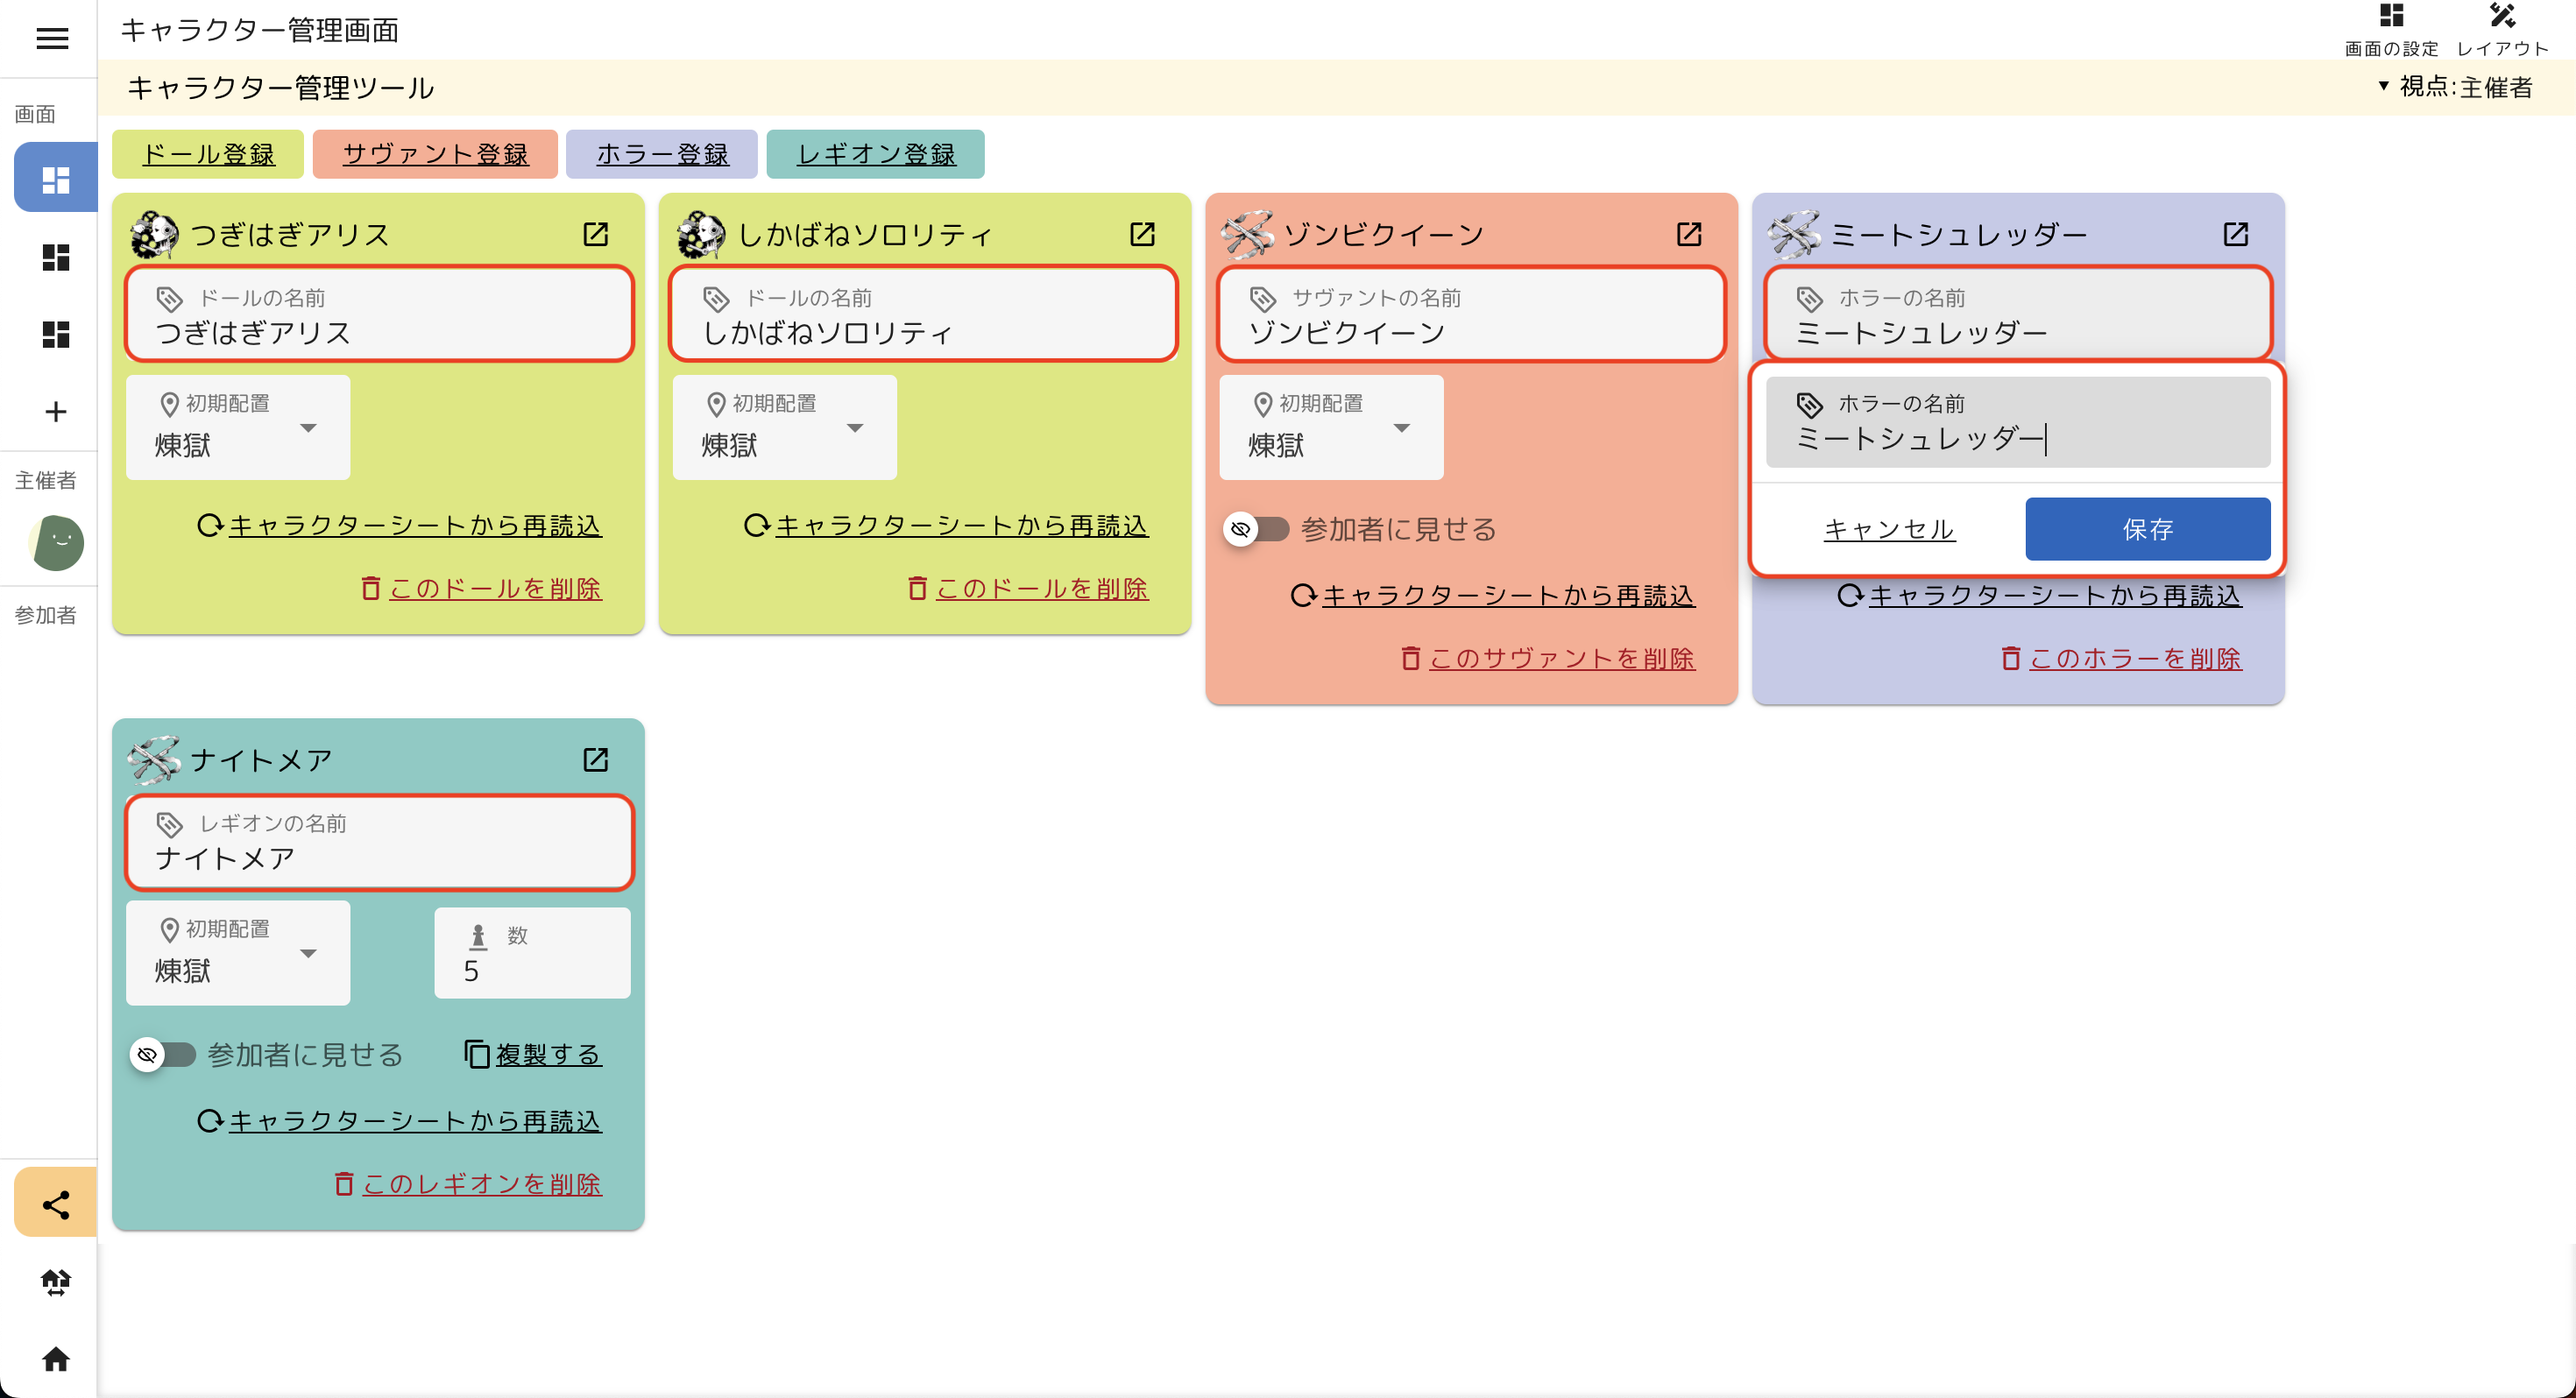 キャラクター管理画面
画面の設定
レイアウト
キャラクター管理ツール
▼ 視点:主催者
画面
主催者
参加者
ドール登録
サヴァント登録
ホラー登録
レギオン登録
つぎはぎアリス
ドールの名前
つぎはぎアリス
初期配置
煉獄
キャラクターシートから再読込
このドールを削除
しかばねソロリティ
ドールの名前
しかばねソロリティ
初期配置
煉獄
キャラクターシートから再読込
このドールを削除
ゾンビクイーン
サヴァントの名前
ゾンビクイーン
初期配置
煉獄
参加者に見せる
キャラクターシートから再読込
このサヴァントを削除
ミートシュレッダー
ホラーの名前
ミートシュレッダー
ホラーの名前
ミートシュレッダー
キャンセル
保存
キャラクターシートから再読込
このホラーを削除
ナイトメア
レギオンの名前
ナイトメア
初期配置
煉獄
数
5
参加者に見せる
複製する
キャラクターシートから再読込
このレギオンを削除